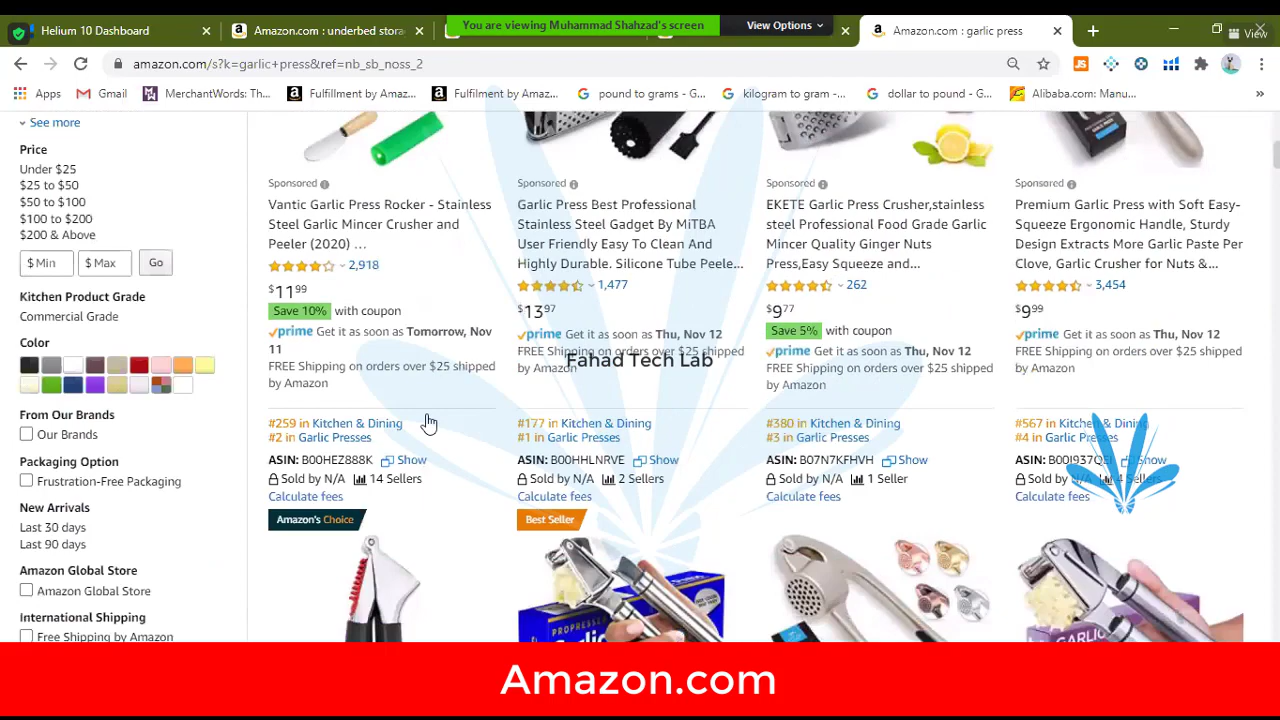 Helium 10 Dashboard
Amazon.com : underbed stora
You are viewing Muhammad Shahzad's screen
View Options
Amazon.com : garlic press
View
amazon.com/s?k=garlic+press&ref=nb_sb_noss_2
Apps
Gmail
MerchantWords: Th...
Fulfillment by Amaz...
Fulfillment by Amaz...
pound to grams - G...
kilogram to gram -...
dollar to pound - G...
Alibaba.com: Manu...
See more
Price
Under $25
$25 to $50
$50 to $100
$100 to $200
$200 & Above
$ Min
$ Max
Go
Kitchen Product Grade
Commercial Grade
Color
From Our Brands
Our Brands
Packaging Option
Frustration-Free Packaging
New Arrivals
Last 30 days
Last 90 days
Amazon Global Store
Amazon Global Store
International Shipping
Free Shipping by Amazon
Sponsored
Vantic Garlic Press Rocker - Stainless
Steel Garlic Mincer Crusher and
Peeler (2020) ...
2,918
$11 99
Save 10% with coupon
prime Get it as soon as Tomorrow, Nov
11
FREE Shipping on orders over $25 shipped
by Amazon
#259 in Kitchen & Dining
#2 in Garlic Presses
ASIN: B00HEZ888K Show
Sold by N/A 14 Sellers
Calculate fees
Amazon's Choice
Sponsored
Garlic Press Best Professional
Stainless Steel Gadget By MiTBA
User Friendly Easy To Clean And
Highly Durable. Silicone Tube Peele...
1,477
$13 97
prime Get it as soon as Thu, Nov 12
FREE Shipping on orders over $25 shipped
by Amazon
Fahad Tech Lab
#177 in Kitchen & Dining
#1 in Garlic Presses
ASIN: B00HHLNRVE Show
Sold by N/A 2 Sellers
Calculate fees
Best Seller
Sponsored
EKETE Garlic Press Crusher,stainless
steel Professional Food Grade Garlic
Mincer Quality Ginger Nuts
Press,Easy Squeeze and...
262
$9 77
Save 5% with coupon
prime Get it as soon as Thu, Nov 12
FREE Shipping on orders over $25 shipped
by Amazon
#380 in Kitchen & Dining
#3 in Garlic Presses
ASIN: B07N7KFHVH Show
Sold by N/A 1 Seller
Calculate fees
Sponsored
Premium Garlic Press with Soft Easy-
Squeeze Ergonomic Handle, Sturdy
Design Extracts More Garlic Paste Per
Clove, Garlic Crusher for Nuts &...
3,454
$9 99
prime Get it as soon as Thu, Nov 12
FREE Shipping on orders over $25 shipped
by Amazon
#567 in Kitchen & Dining
#4 in Garlic Presses
ASIN: Show
Sold by N/A 4 Sellers
Calculate fees
Amazon.com